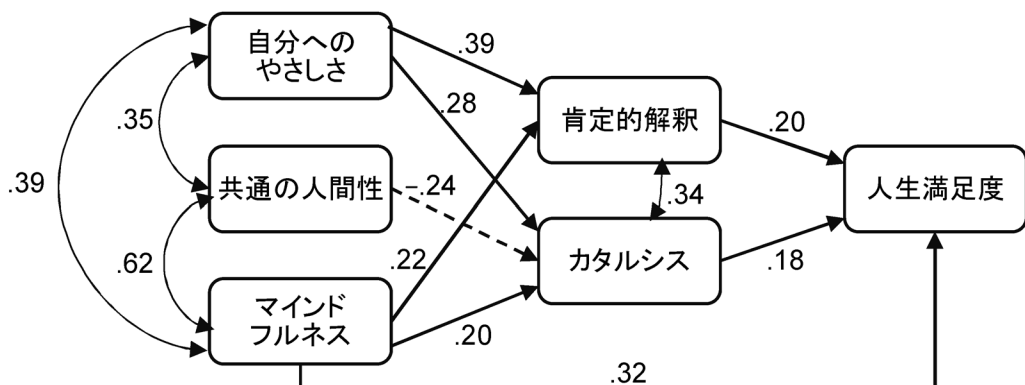 自分への
やさしさ
.39
.28
肯定的解釈
.20
.35
.39
共通の人間性
-.24
.34
人生満足度
.62
.22
カタルシス
.18
マインド
フルネス
.20
.32